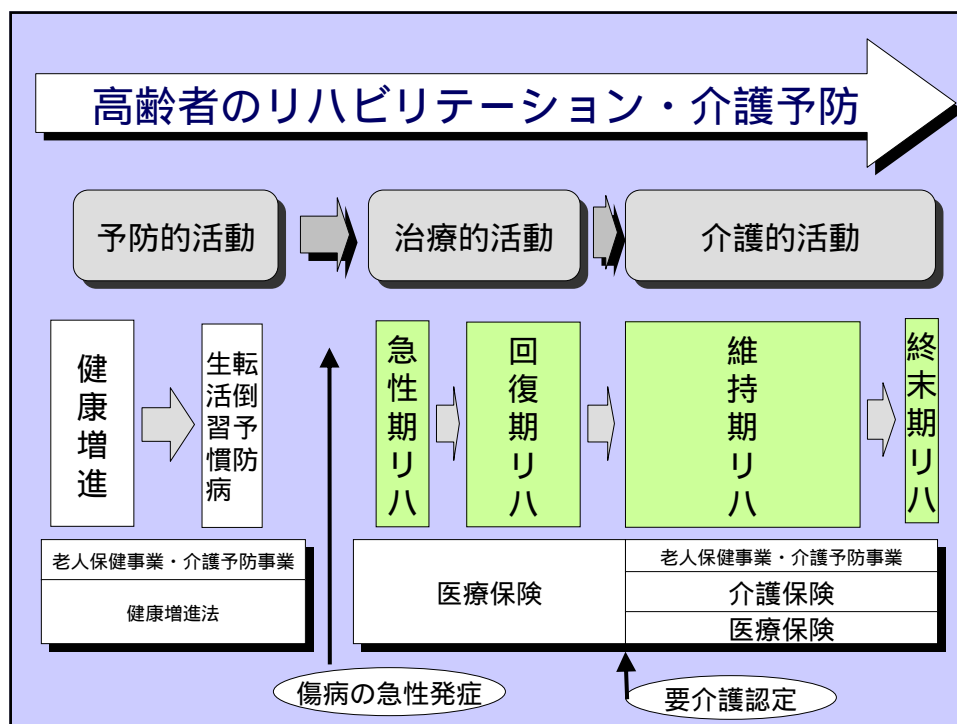 高齢者のリハビリテーション・介護予防
予防的活動
治療的活動
介護的活動
健康増進
転倒予防
生活習慣病
急性期リハ
回復期リハ
維持期リハ
終末期リハ
老人保健事業・介護予防事業
健康増進法
医療保険
老人保健事業・介護予防事業
介護保険
医療保険
傷病の急性発症
要介護認定